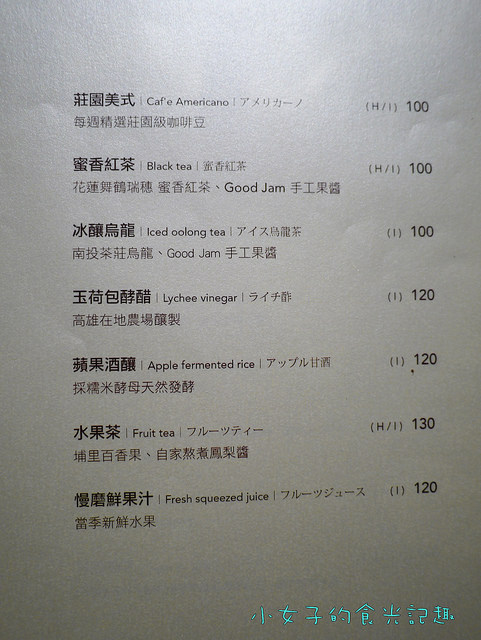 莊園美式 | Caf'e Americano | アメリカーノ (H/I) 100
每週精選莊園級咖啡豆
蜜香紅茶 | Black tea | 蜜香紅茶 (H/I) 100
花蓮舞鶴瑞穗 蜜香紅茶、Good Jam 手工果醬
冰釀烏龍 | Iced oolong tea | アイス烏龍茶 (I) 100
南投茶莊烏龍、Good Jam 手工果醬
玉荷包酵醋 | Lychee vinegar | ライチ酢 (I) 120
高雄在地農場釀製
蘋果酒釀 | Apple fermented rice | アップル甘酒 (I) 120
採糯米酵母天然發酵
水果茶 | Fruit tea | フルーツティー (H/I) 130
埔里百香果、自家熬煮鳳梨醬
慢磨鮮果汁 | Fresh squeezed juice | フルーツジュース (I) 120
當季新鮮水果
小女子的食光記趣